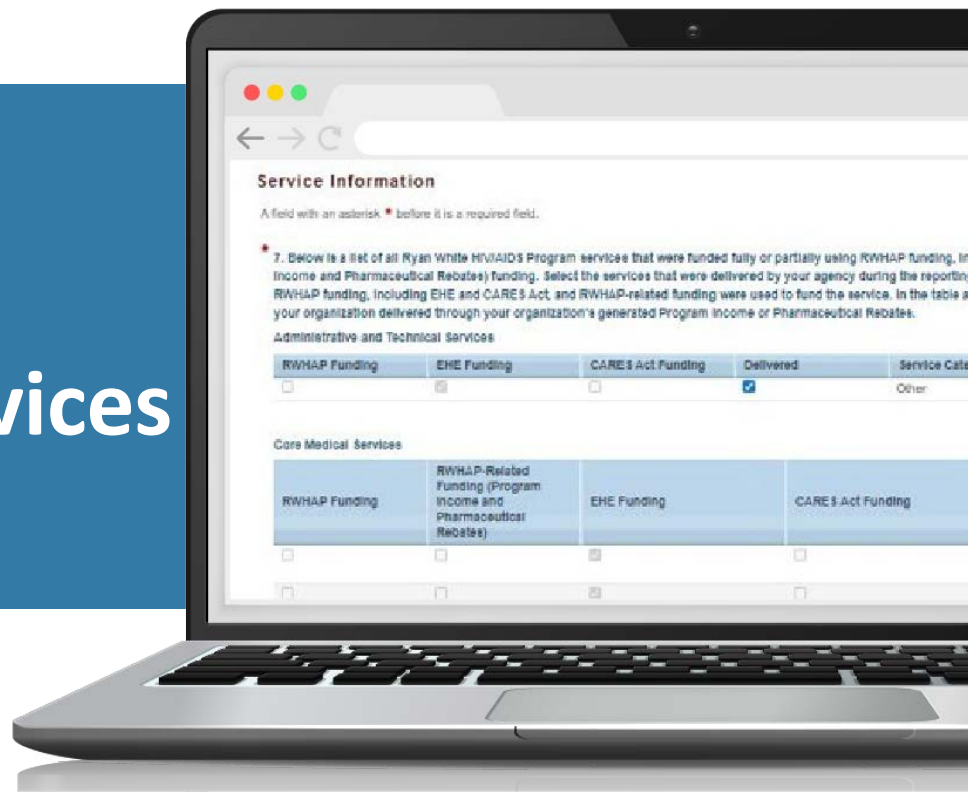 vices
Service Information
A field with an asterisk * before it is a required field.
* 7. Below is a list of all Ryan White HIV/AIDS Program services that were funded fully or partially using RWHAP funding, in
Income and Pharmaceutical Rebates) funding. Select the services that were delivered by your agency during the reporting
RWHAP funding, including EHE and CARES Act, and RWHAP-related funding were used to fund the service. In the table a
your organization delivered through your organization's generated Program Income or Pharmaceutical Rebates.
Administrative and Technical Services
RWHAP Funding EHE Funding CARES Act Funding Delivered Service Cate
Other
Core Medical Services
RWHAP Funding RWHAP-Related Funding (Program Income and Pharmaceutical Rebates) EHE Funding CARES Act Funding